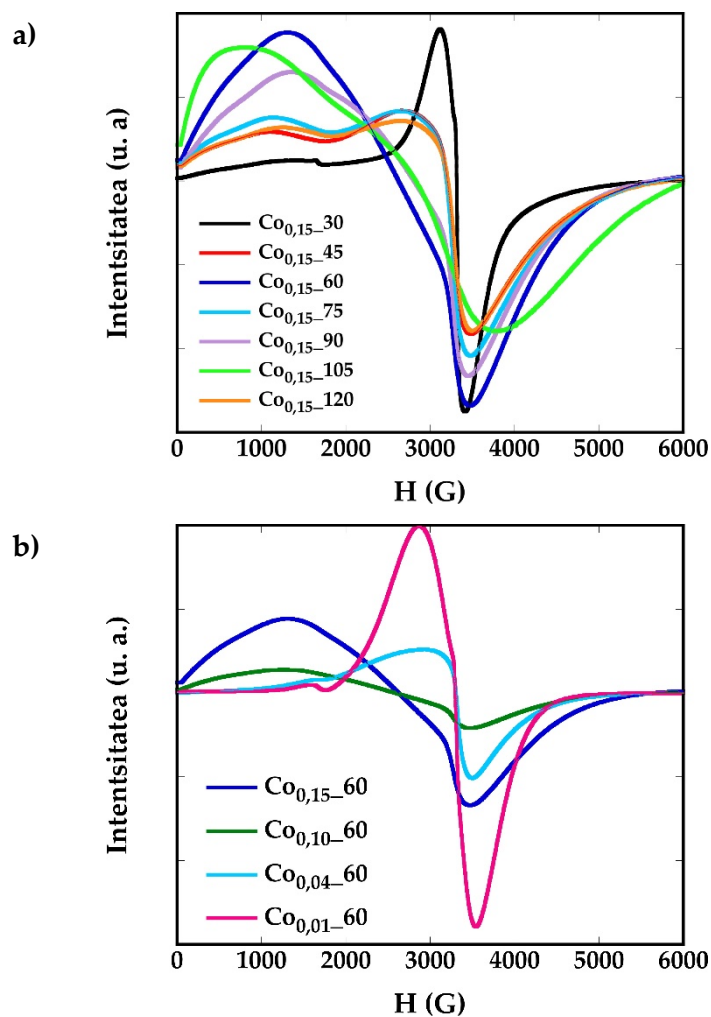 a)
Intentsitatea (u. a)
Co0,15_30
Co0,15_45
Co0,15_60
Co0,15_75
Co0,15_90
Co0,15_105
Co0,15_120
0 1000 2000 3000 4000 5000 6000
H (G)
b)
Intentsitatea (u. a.)
Co0,15_60
Co0,10_60
Co0,04_60
Co0,01_60
0 1000 2000 3000 4000 5000 6000
H (G)